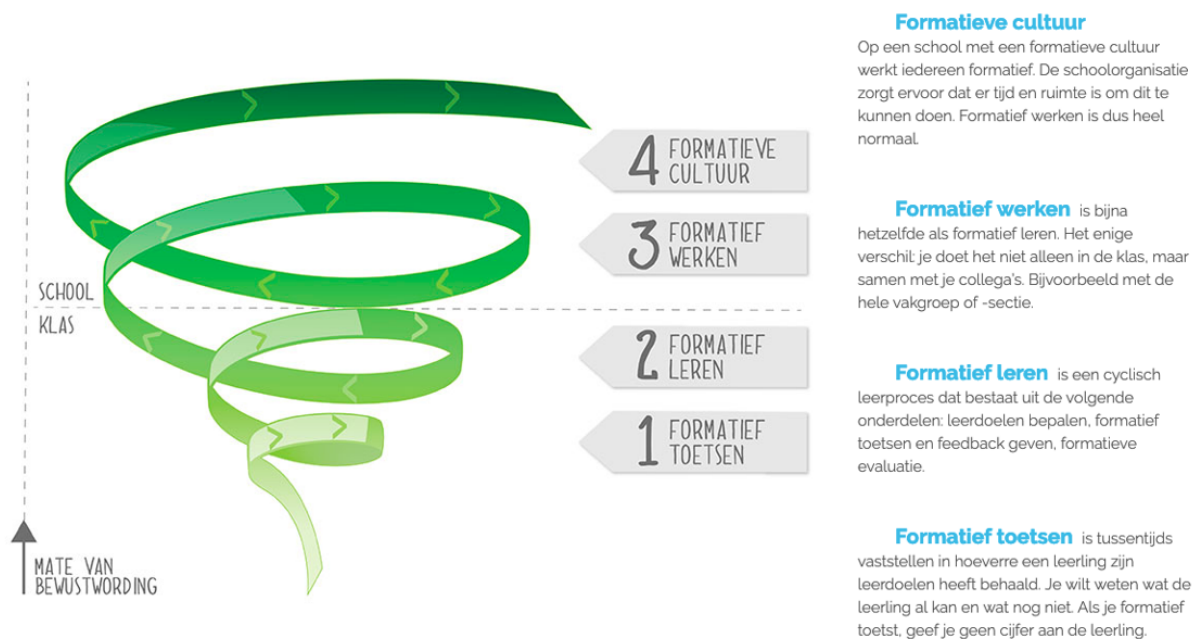 SCHOOL
KLAS
MATE VAN
BEWUSTWORDING
4 FORMATIEVE
CULTUUR
3 FORMATIEF
WERKEN
2 FORMATIEF
LEREN
1 FORMATIEF
TOETSEN
Formatieve cultuur
Op een school met een formatieve cultuur
werkt iedereen formatief. De schoolorganisatie
zorgt ervoor dat er tijd en ruimte is om dit te
kunnen doen. Formatief werken is dus heel
normaal.
Formatief werken is bijna
hetzelfde als formatief leren. Het enige
verschil: je doet het niet alleen in de klas, maar
samen met je collega's. Bijvoorbeeld met de
hele vakgroep of -sectie.
Formatief leren is een cyclisch
leerproces dat bestaat uit de volgende
onderdelen: leerdoelen bepalen, formatief
toetsen en feedback geven, formatieve
evaluatie.
Formatief toetsen is tussentijds
vaststellen in hoeverre een leerling zijn
leerdoelen heeft behaald. Je wilt weten wat de
leerling al kan en wat nog niet. Als je formatief
toetst, geef je geen cijfer aan de leerling.